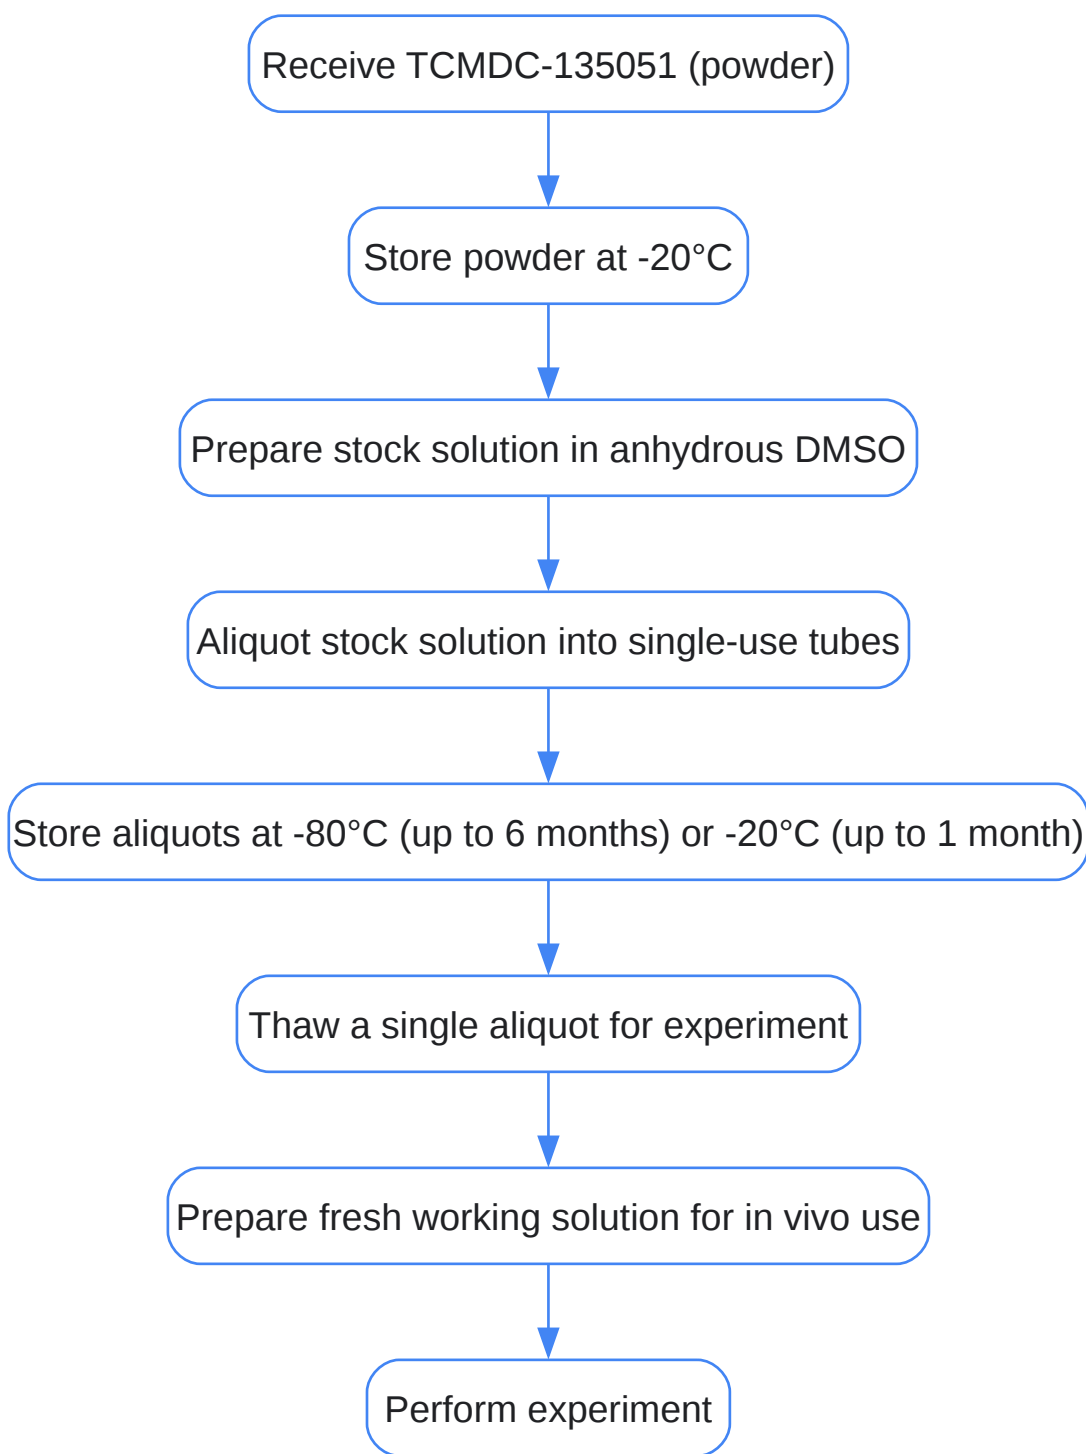 Receive TCMDC-135051 (powder)
Store powder at -20°C
Prepare stock solution in anhydrous DMSO
Aliquot stock solution into single-use tubes
Store aliquots at -80°C (up to 6 months) or -20°C (up to 1 month)
Thaw a single aliquot for experiment
Prepare fresh working solution for in vivo use
Perform experiment